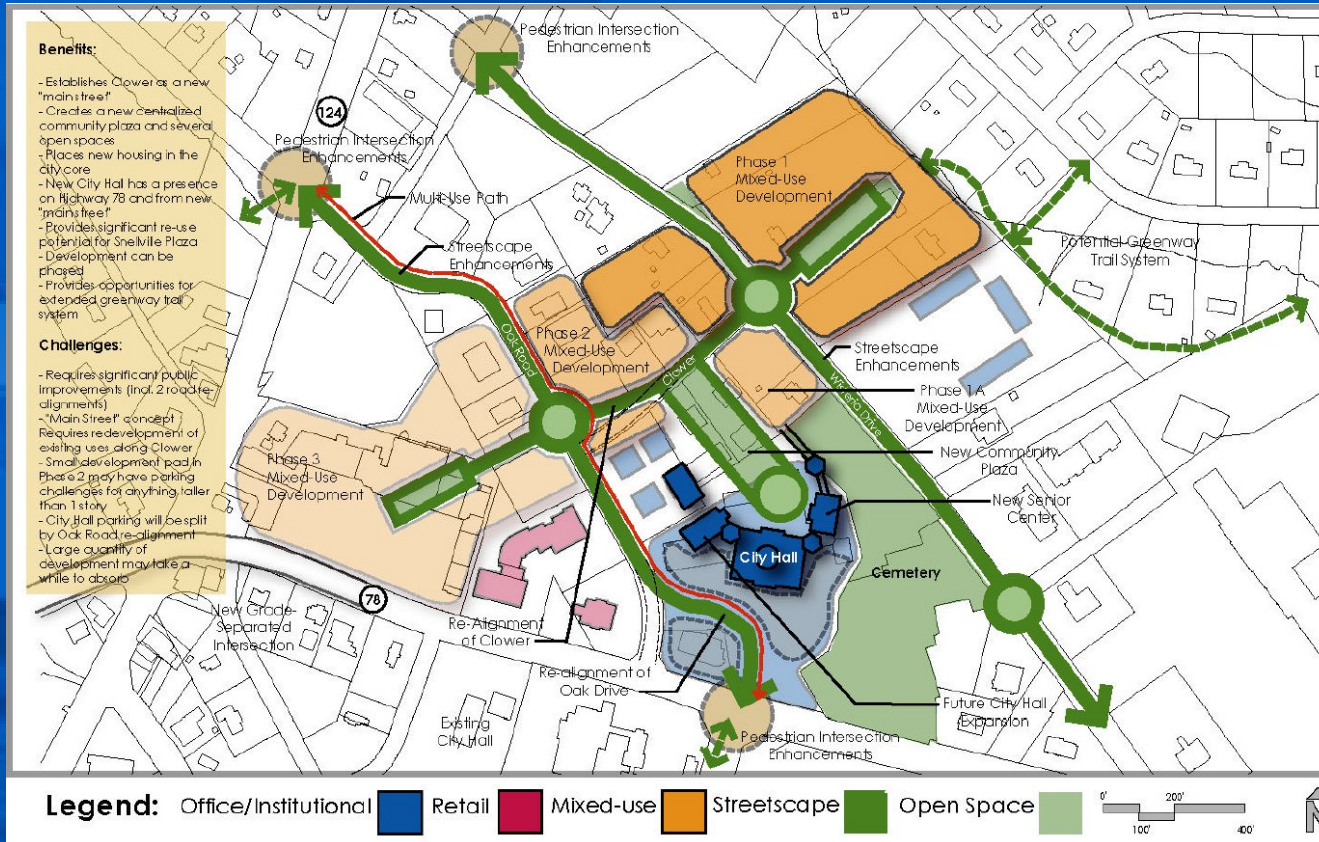 Benefits:
- Establishes Clower as a new
"main street"
- Creates a new centralized
community plaza and several
open spaces
- Places new housing in the
city core
- New City Hall has a presence
on Highway 78 and from new
"main street"
- Provides significant re-use
potential for Snellville Plaza
- Development can be
phased
- Provides opportunities for
extended greenway trail
system
Challenges:
- Requires significant public
improvements (incl. 2 road re-
alignments)
- "Main Street" concept
Requires redevelopment of
existing uses along Clower
- Small development pad in
Phase 2 may have parking
challenges for anything taller
than 1 story
- City Hall parking will be split
by Oak Road re-alignment
- Large quantity of
development may take a
while to absorb
Pedestrian Intersection
Enhancements
124
Pedestrian Intersection
Enhancements
Multi-Use Path
Streetscape
Enhancements
Phase 1
Mixed-Use
Development
Potential Greenway
Trail System
Oak Road
Phase 2
Mixed-Use
Development
Clower
Wisteria Drive
Streetscape
Enhancements
Phase 1A
Mixed-Use
Development
New Community
Plaza
New Senior
Center
Phase 3
Mixed-Use
Development
City Hall
Cemetery
78
New Grade-
Separated
Intersection
Re-Alignment
of Clower
Re-alignment of
Oak Drive
Existing
City Hall
Future City Hall
Expansion
Pedestrian Intersection
Enhancements
Legend: Office/Institutional Retail Mixed-use Streetscape Open Space
0' 200'
100' 400'
N